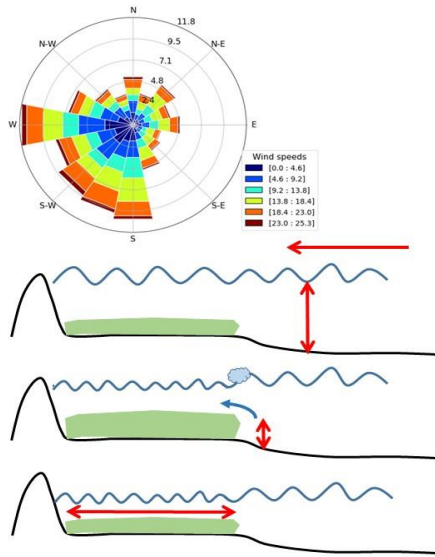 N
11.8
9.5
N-W
N-E
7.1
4.8
2.4
W
E
Wind speeds
[0.0 : 4.6]
[4.6 : 9.2]
[9.2 : 13.8]
[13.8 : 18.4]
[18.4 : 23.0]
[23.0 : 25.3]
S-W
S-E
S